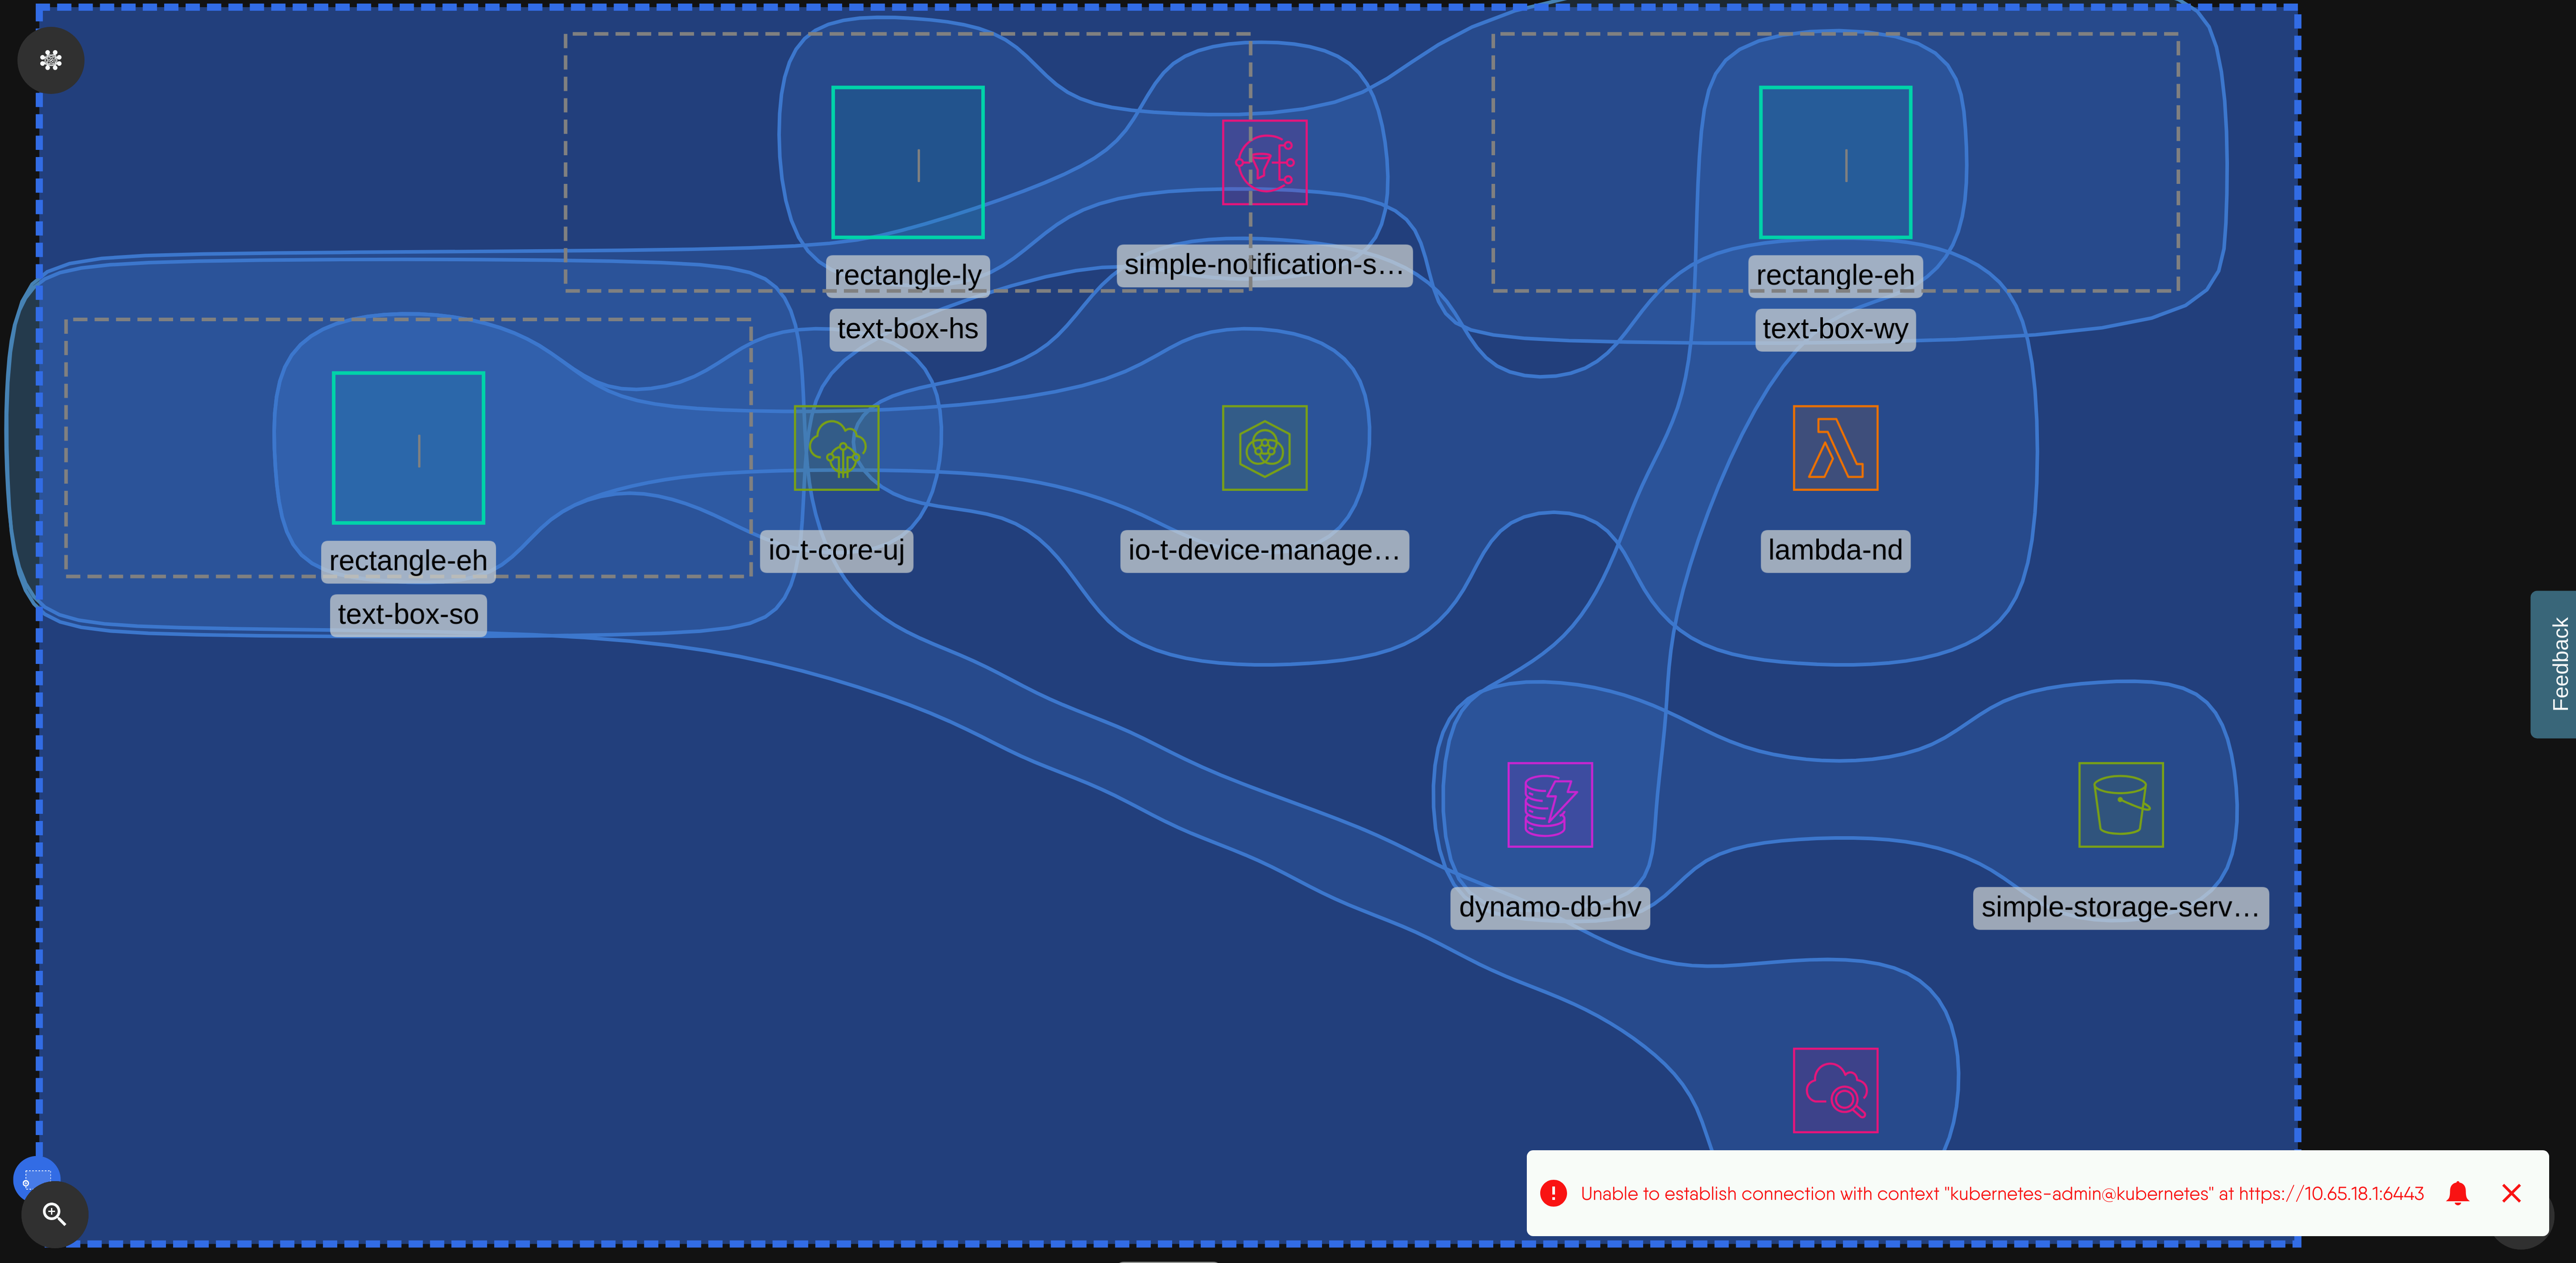 rectangle-ly
simple-notification-s…
rectangle-eh
text-box-hs
text-box-wy
rectangle-eh
io-t-core-uj
io-t-device-manage…
lambda-nd
text-box-so
Feedback
dynamo-db-hv
simple-storage-serv…
Unable to establish connection with context "kubernetes-admin@kubernetes" at https://10.65.18.1:6443